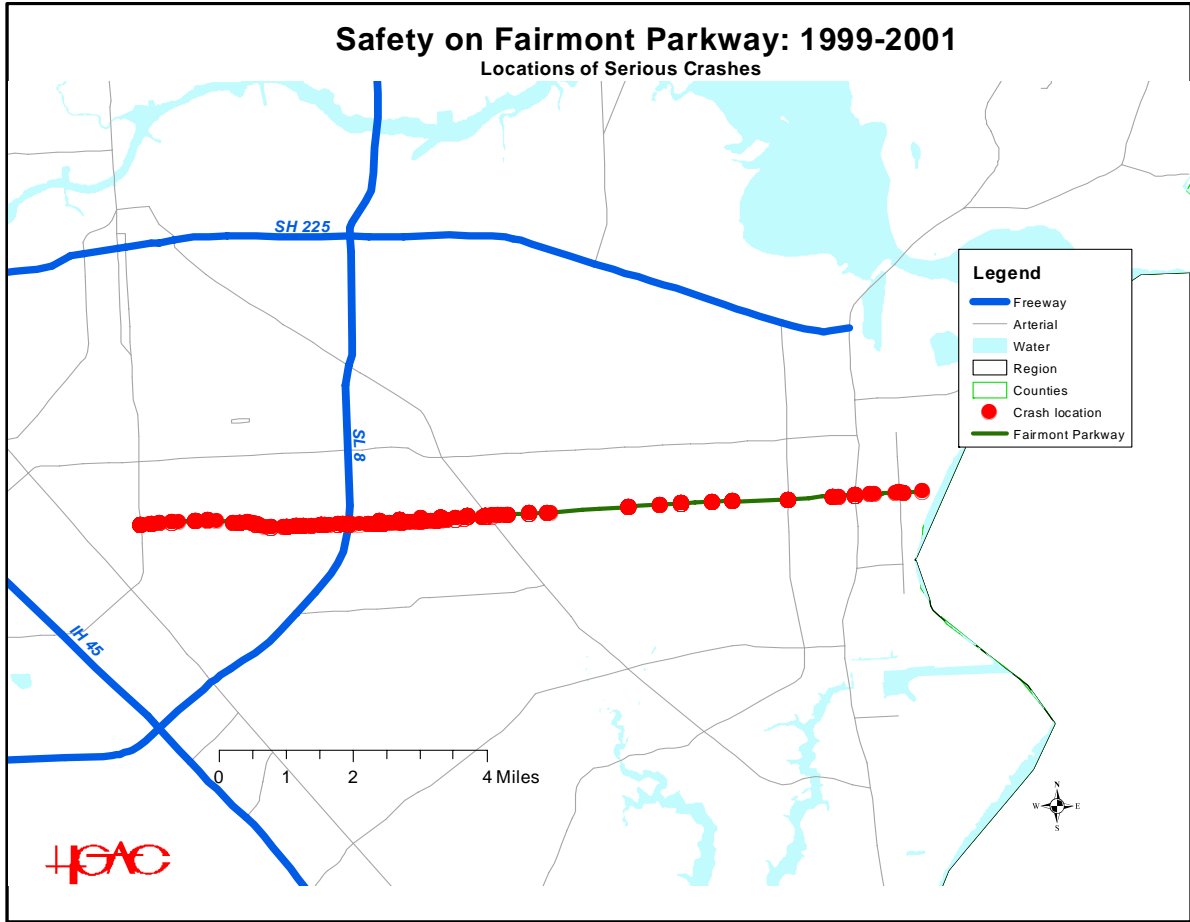 Safety on Fairmont Parkway: 1999-2001
Locations of Serious Crashes
SH 225
Legend
Freeway
Arterial
Water
Region
Counties
Crash location
Fairmont Parkway
SL 8
IH 45
0 1 2 4 Miles
N
W E
S
HGAC